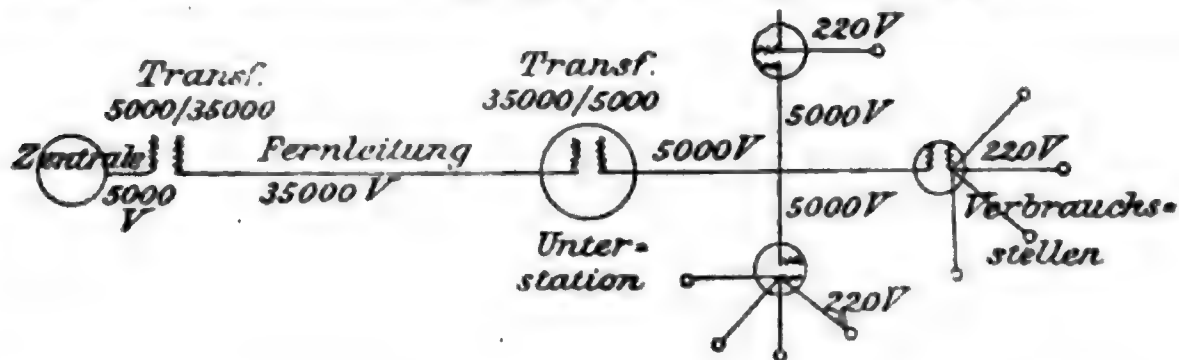 Transf.
5000/35000
Zentrale
5000
V
Fernleitung
35000 V
Transf.
35000/5000
Unter=
station
5000V
220V
5000V
5000V
220V
Verbrauchs=
stellen
220V